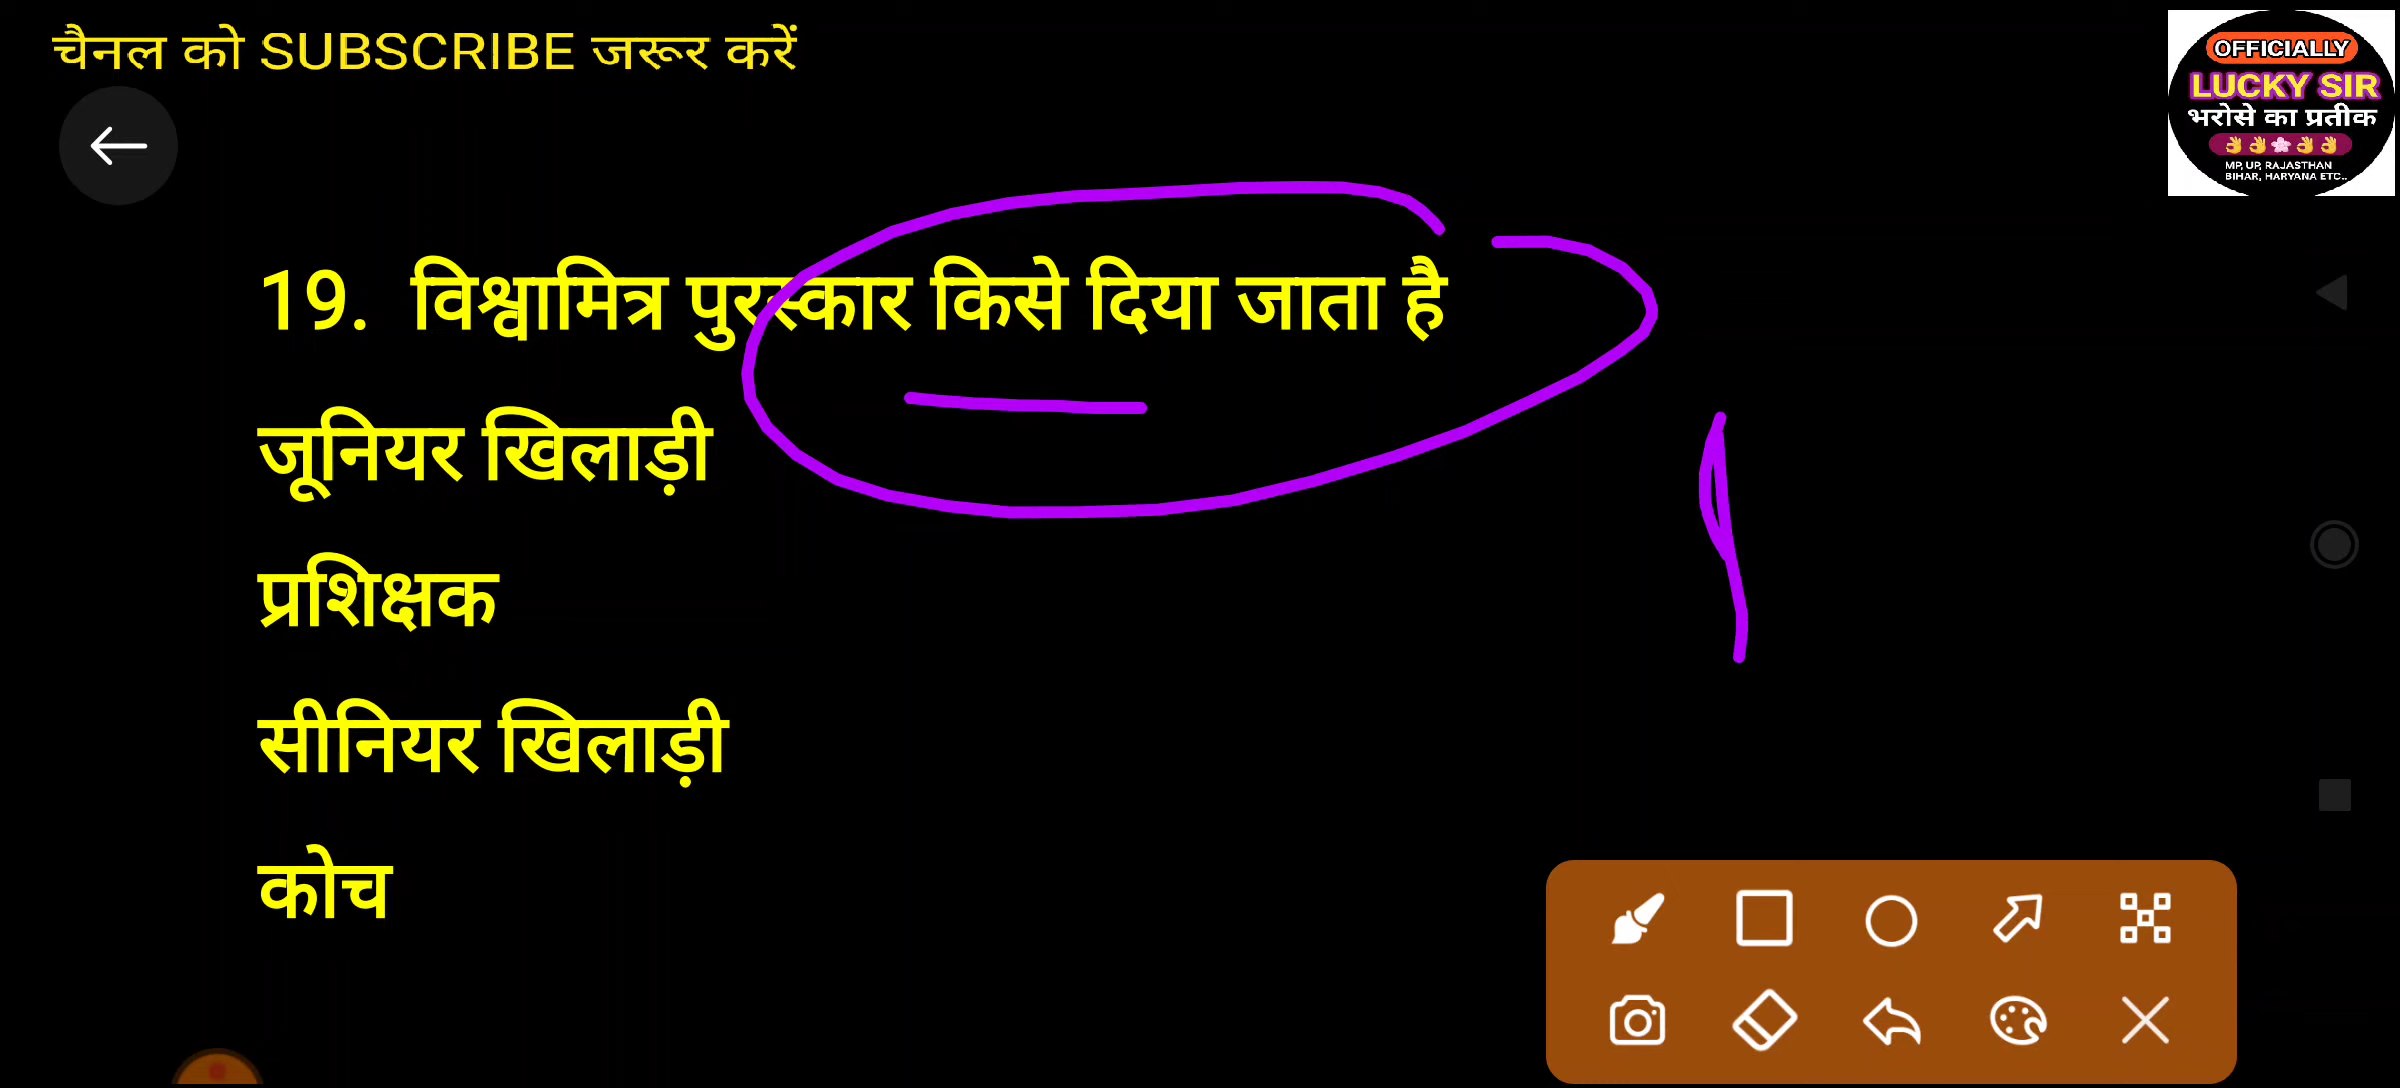 चैनल को SUBSCRIBE जरूर करें
OFFICIALLY
LUCKY SIR
भरोसे का प्रतीक
MP, UP, RAJASTHAN
BIHAR, HARYANA ETC..
19. विश्वामित्र पुरस्कार किसे दिया जाता है
जूनियर खिलाड़ी
प्रशिक्षक
सीनियर खिलाड़ी
कोच